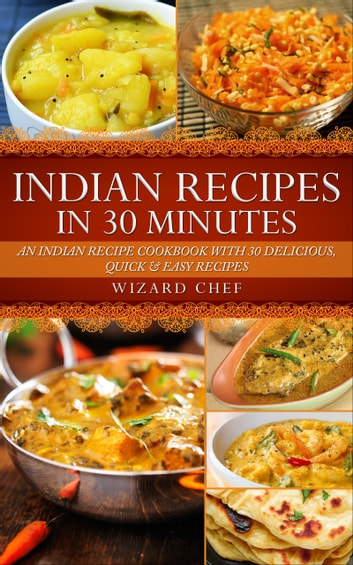 INDIAN RECIPES
IN 30 MINUTES
AN INDIAN RECIPE COOKBOOK WITH 30 DELICIOUS,
QUICK & EASY RECIPES
WIZARD CHEF